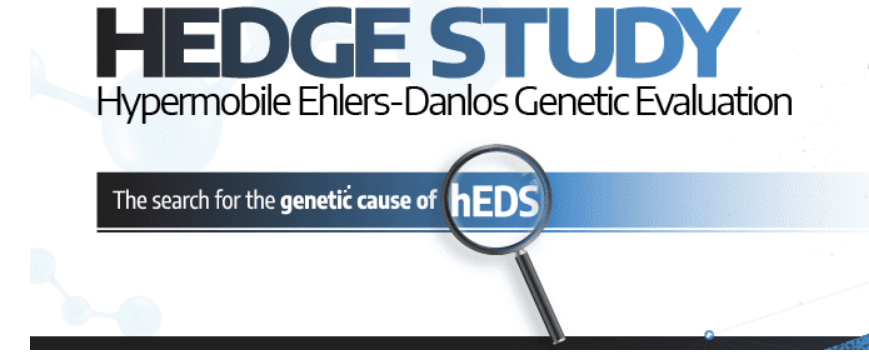 HEDGE STUDY
Hypermobile Ehlers-Danlos Genetic Evaluation
The search for the genetic cause of hEDS